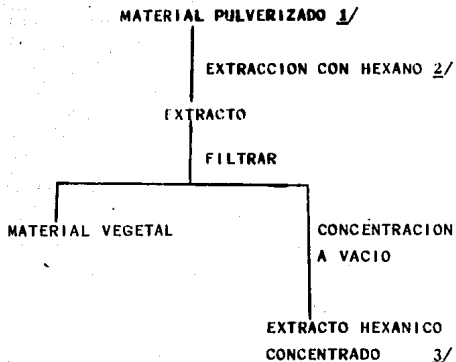 MATERIAL PULVERIZADO 1/
EXTRACCION CON HEXANO 2/
EXTRACTO
FILTRAR
MATERIAL VEGETAL
CONCENTRACION
A VACIO
EXTRACTO HEXANICO
CONCENTRADO 3/